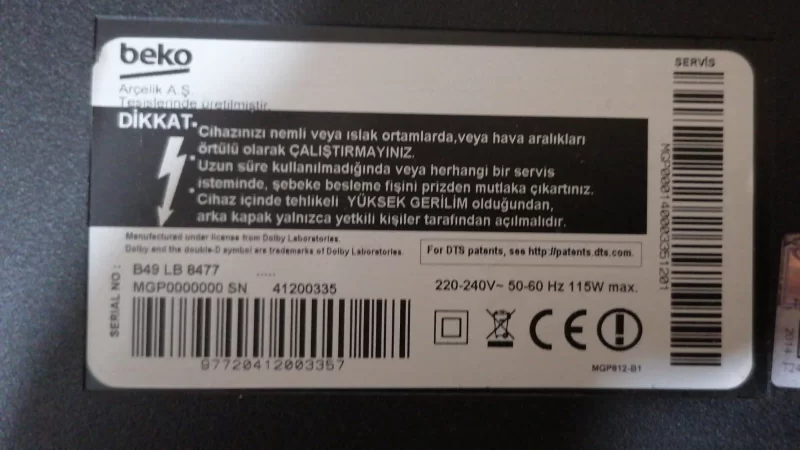 beko
Arçelik A.Ş.
Tesislerinde üretilmiştir.
DİKKAT
Cihazınızı nemli veya ıslak ortamlarda,veya hava aralıkları
örtülü olarak ÇALIŞTIRMAYINIZ.
Uzun süre kullanılmadığında veya herhangi bir servis
isteminde, şebeke besleme fişini prizden mutlaka çıkartınız.
Cihaz içinde tehlikeli YÜKSEK GERİLİM olduğundan,
arka kapak yalnızca yetkili kişiler tarafından açılmalıdır.
Manufactured under license from Dolby Laboratories.
Dolby and the double-D symbol are trademarks of Dolby Laboratories.
For DTS patents, see http://patents.dts.com.
SERIAL NO :
B49 LB 8477 .....
MGP0000000 SN 41200335
97720412003357
220-240V~ 50-60 Hz 115W max.
CE
MGP812-B1
SERVİS
MGP000140003351201
2014